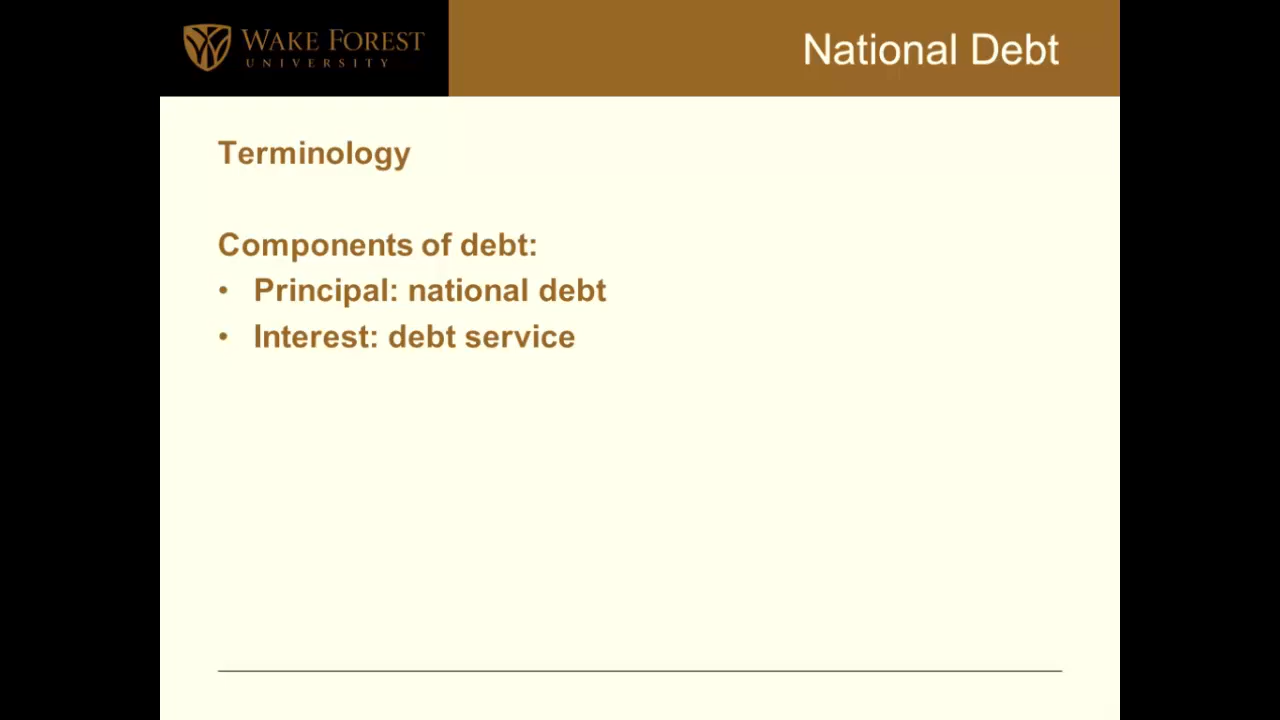 WAKE FOREST
UNIVERSITY
National Debt
Terminology
Components of debt:
• Principal: national debt
• Interest: debt service